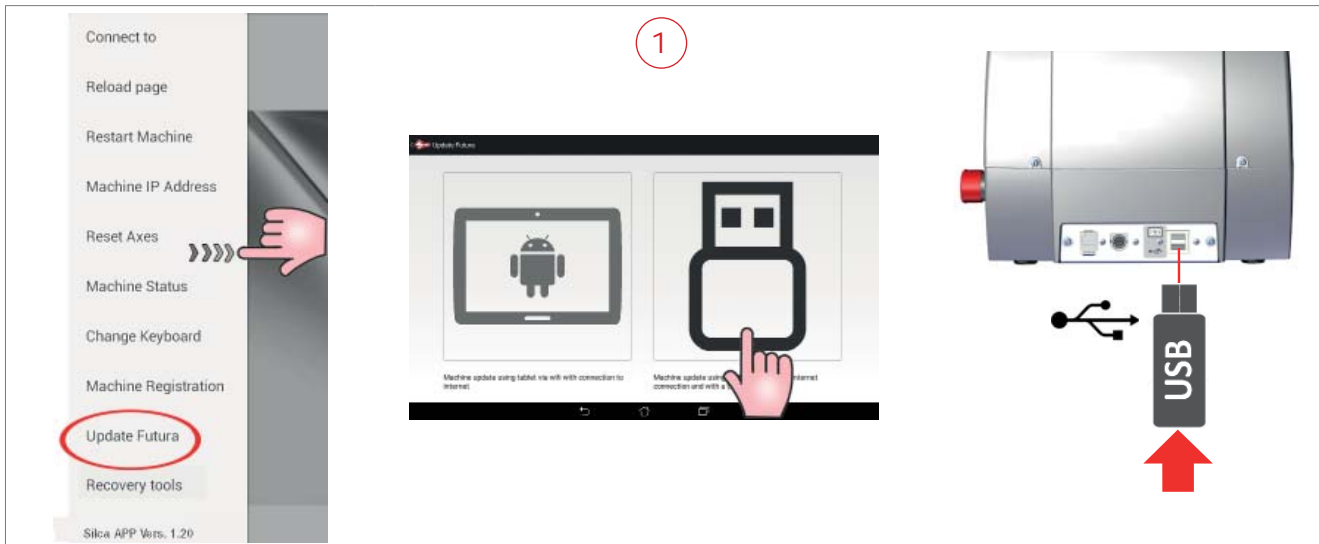 Connect to
Reload page
Restart Machine
Machine IP Address
Reset Axes
Machine Status
Change Keyboard
Machine Registration
Update Futura
Recovery tools
Silca APP Vers. 1.20
1
Update Futura
Machine update using tablet via wifi with connection to
internet
Machine update using
internet
connection and with a
USB